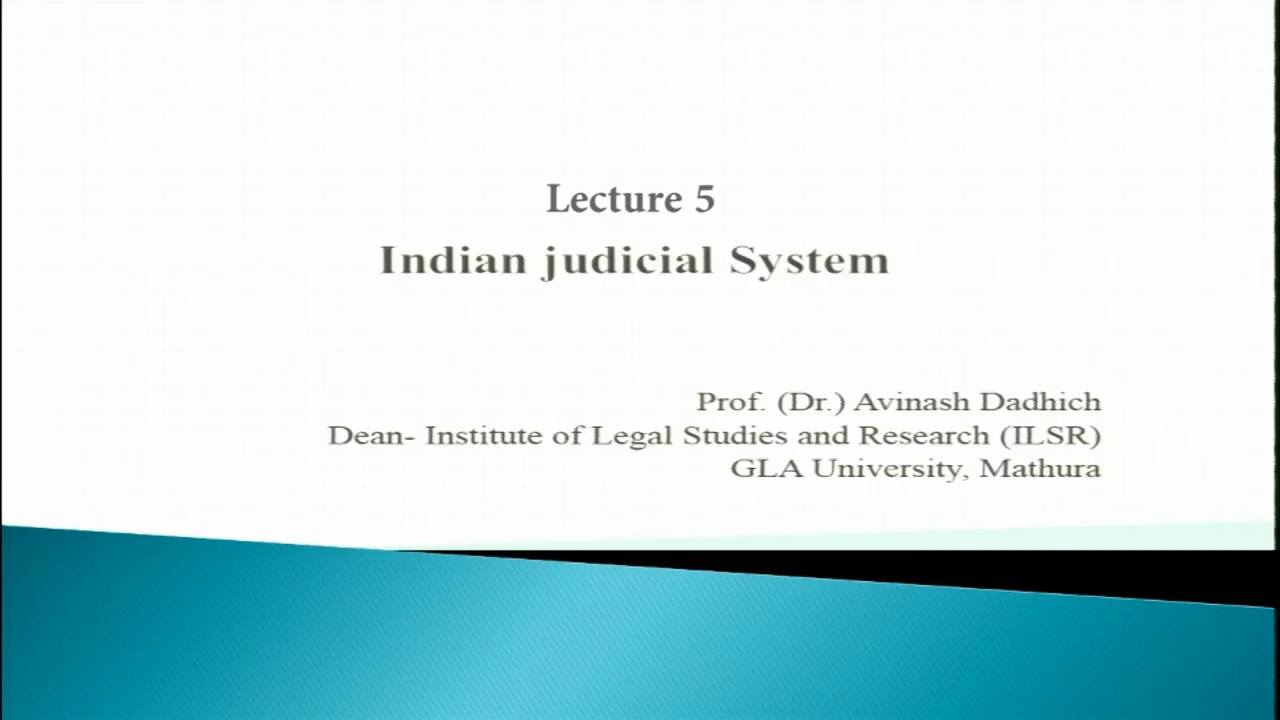 Lecture 5
Indian judicial System
Prof. (Dr.) Avinash Dadhich
Dean- Institute of Legal Studies and Research (ILSR)
GLA University, Mathura